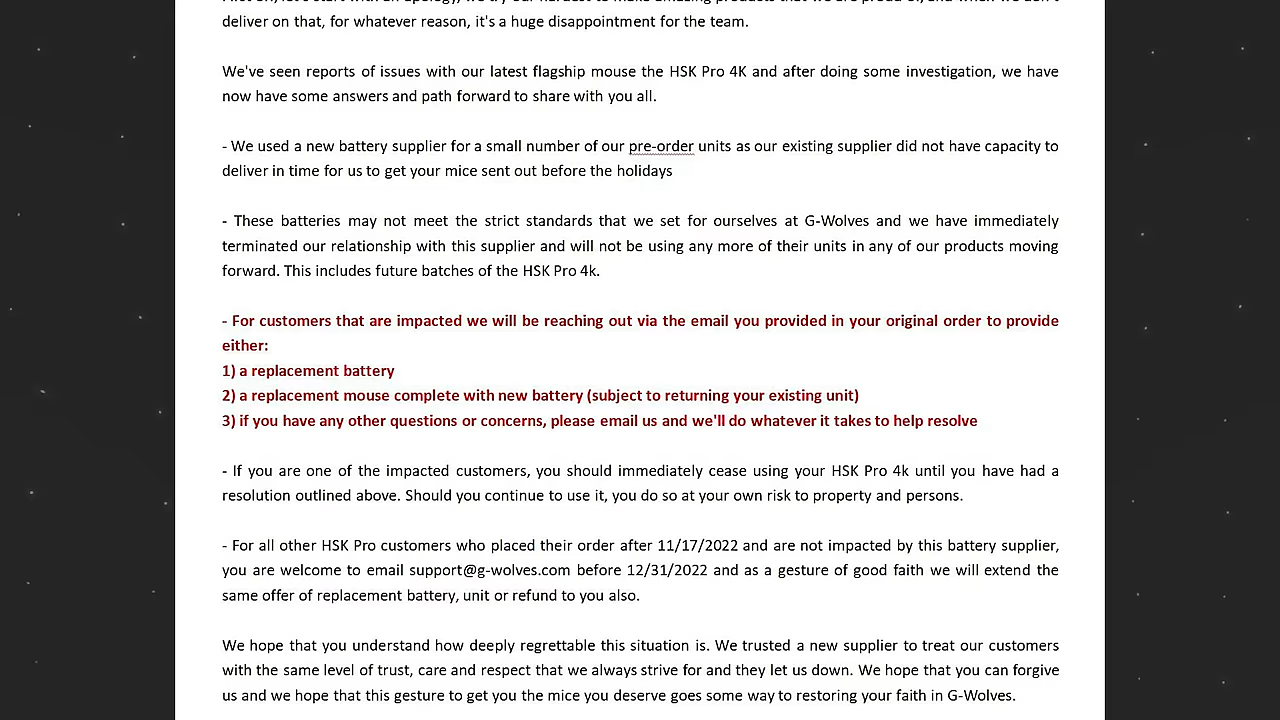 deliver on that, for whatever reason, it's a huge disappointment for the team.
We've seen reports of issues with our latest flagship mouse the HSK Pro 4K and after doing some investigation, we have
now have some answers and path forward to share with you all.
- We used a new battery supplier for a small number of our pre-order units as our existing supplier did not have capacity to
deliver in time for us to get your mice sent out before the holidays
- These batteries may not meet the strict standards that we set for ourselves at G-Wolves and we have immediately
terminated our relationship with this supplier and will not be using any more of their units in any of our products moving
forward. This includes future batches of the HSK Pro 4k.
- For customers that are impacted we will be reaching out via the email you provided in your original order to provide
either:
1) a replacement battery
2) a replacement mouse complete with new battery (subject to returning your existing unit)
3) if you have any other questions or concerns, please email us and we'll do whatever it takes to help resolve
- If you are one of the impacted customers, you should immediately cease using your HSK Pro 4k until you have had a
resolution outlined above. Should you continue to use it, you do so at your own risk to property and persons.
- For all other HSK Pro customers who placed their order after 11/17/2022 and are not impacted by this battery supplier,
you are welcome to email support@g-wolves.com before 12/31/2022 and as a gesture of good faith we will extend the
same offer of replacement battery, unit or refund to you also.
We hope that you understand how deeply regrettable this situation is. We trusted a new supplier to treat our customers
with the same level of trust, care and respect that we always strive for and they let us down. We hope that you can forgive
us and we hope that this gesture to get you the mice you deserve goes some way to restoring your faith in G-Wolves.